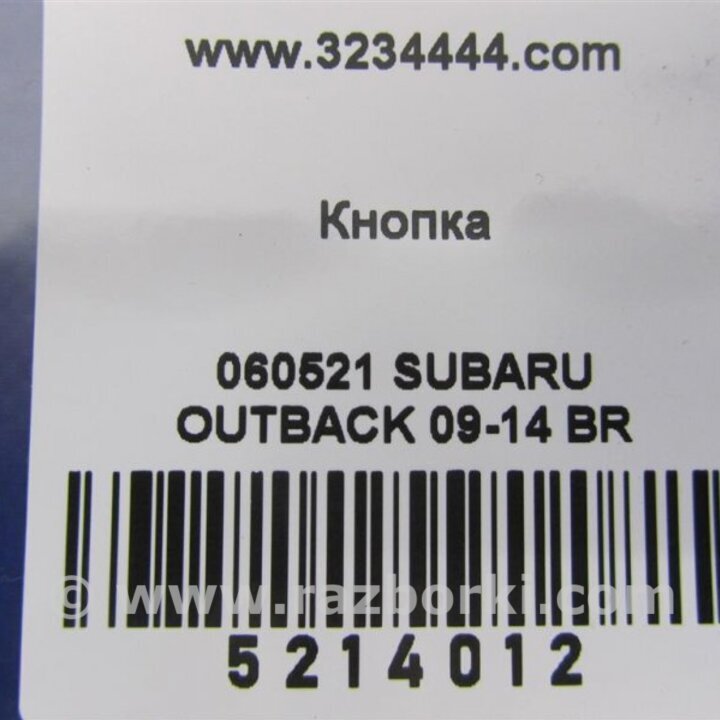 www.3234444.com
Кнопка
060521 SUBARU
OUTBACK 09-14 BR
© www.razborki.com
5214012